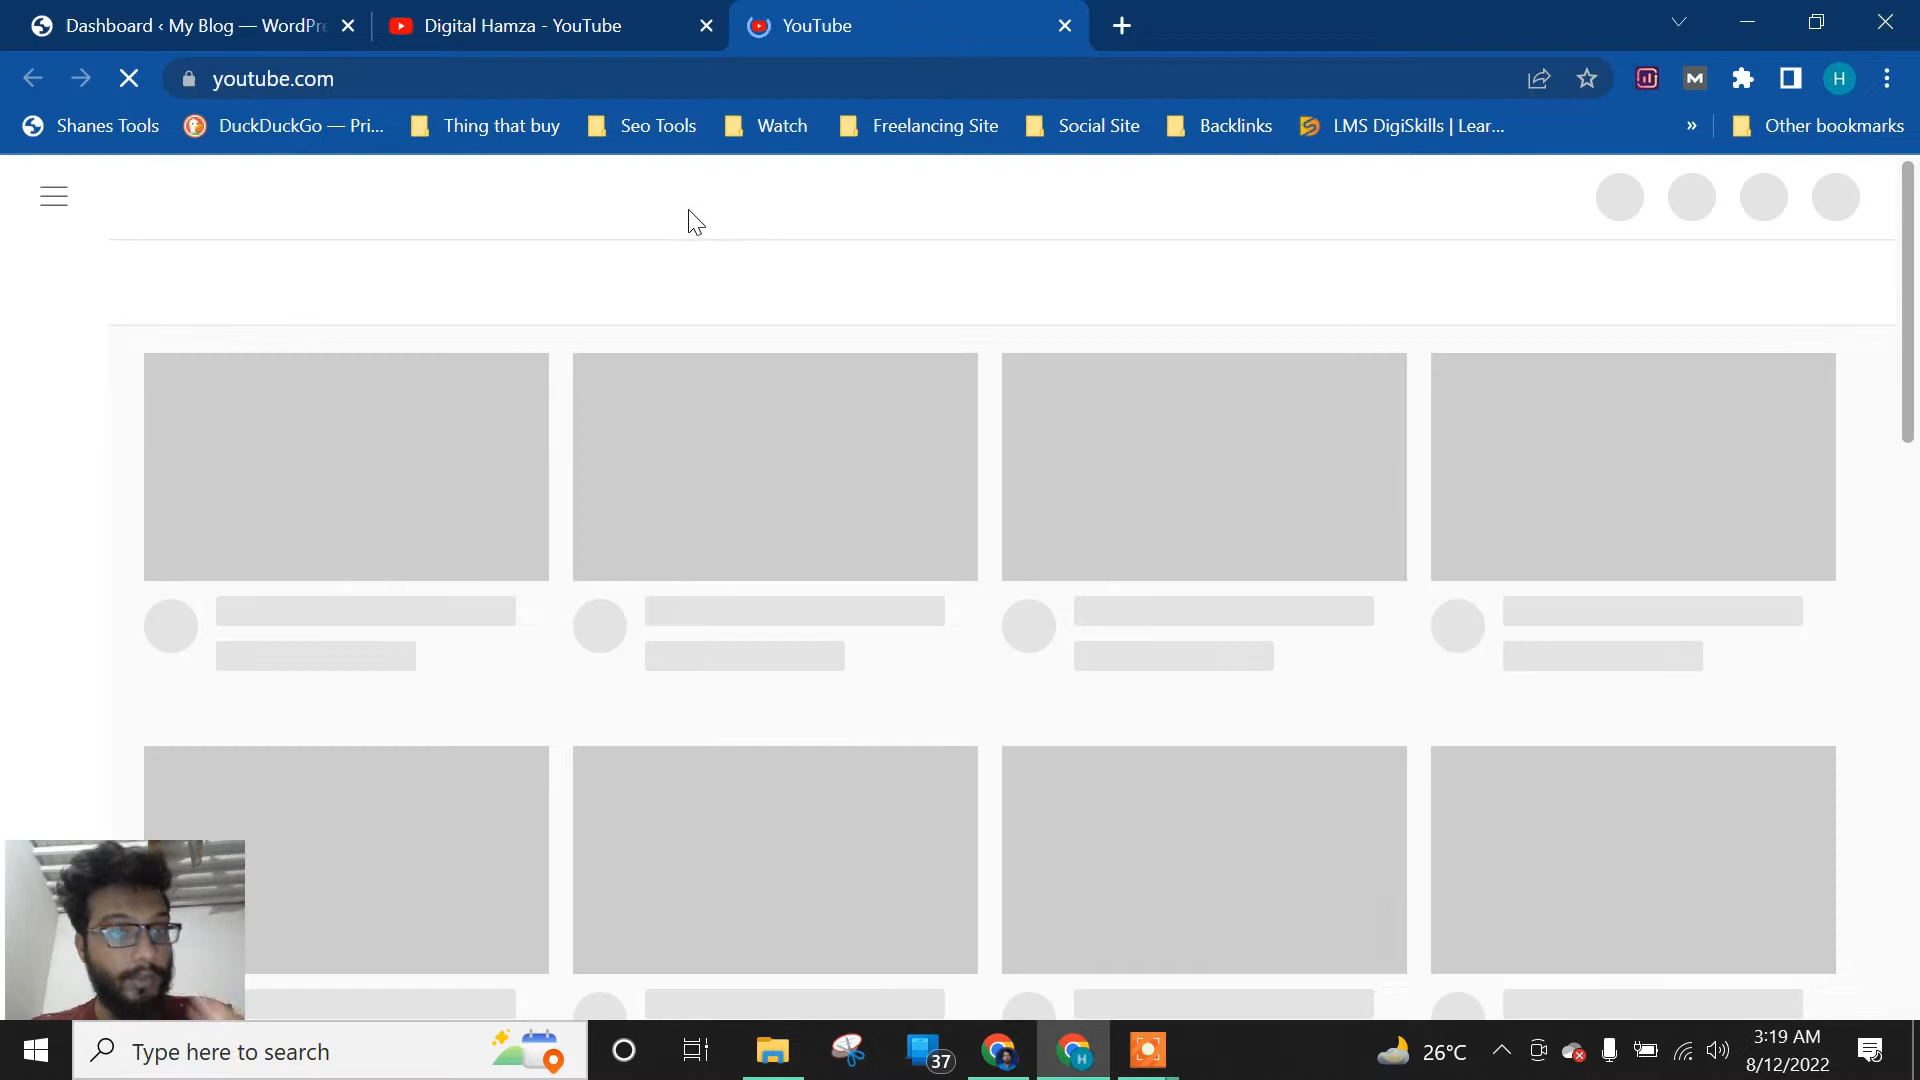 Dashboard ‹ My Blog — WordPre
Digital Hamza - YouTube
YouTube
youtube.com
M
H
Shanes Tools
DuckDuckGo — Pri...
Thing that buy
Seo Tools
Watch
Freelancing Site
Social Site
Backlinks
LMS DigiSkills | Lear...
»
Other bookmarks
Type here to search
37
H
26°C
3:19 AM
8/12/2022